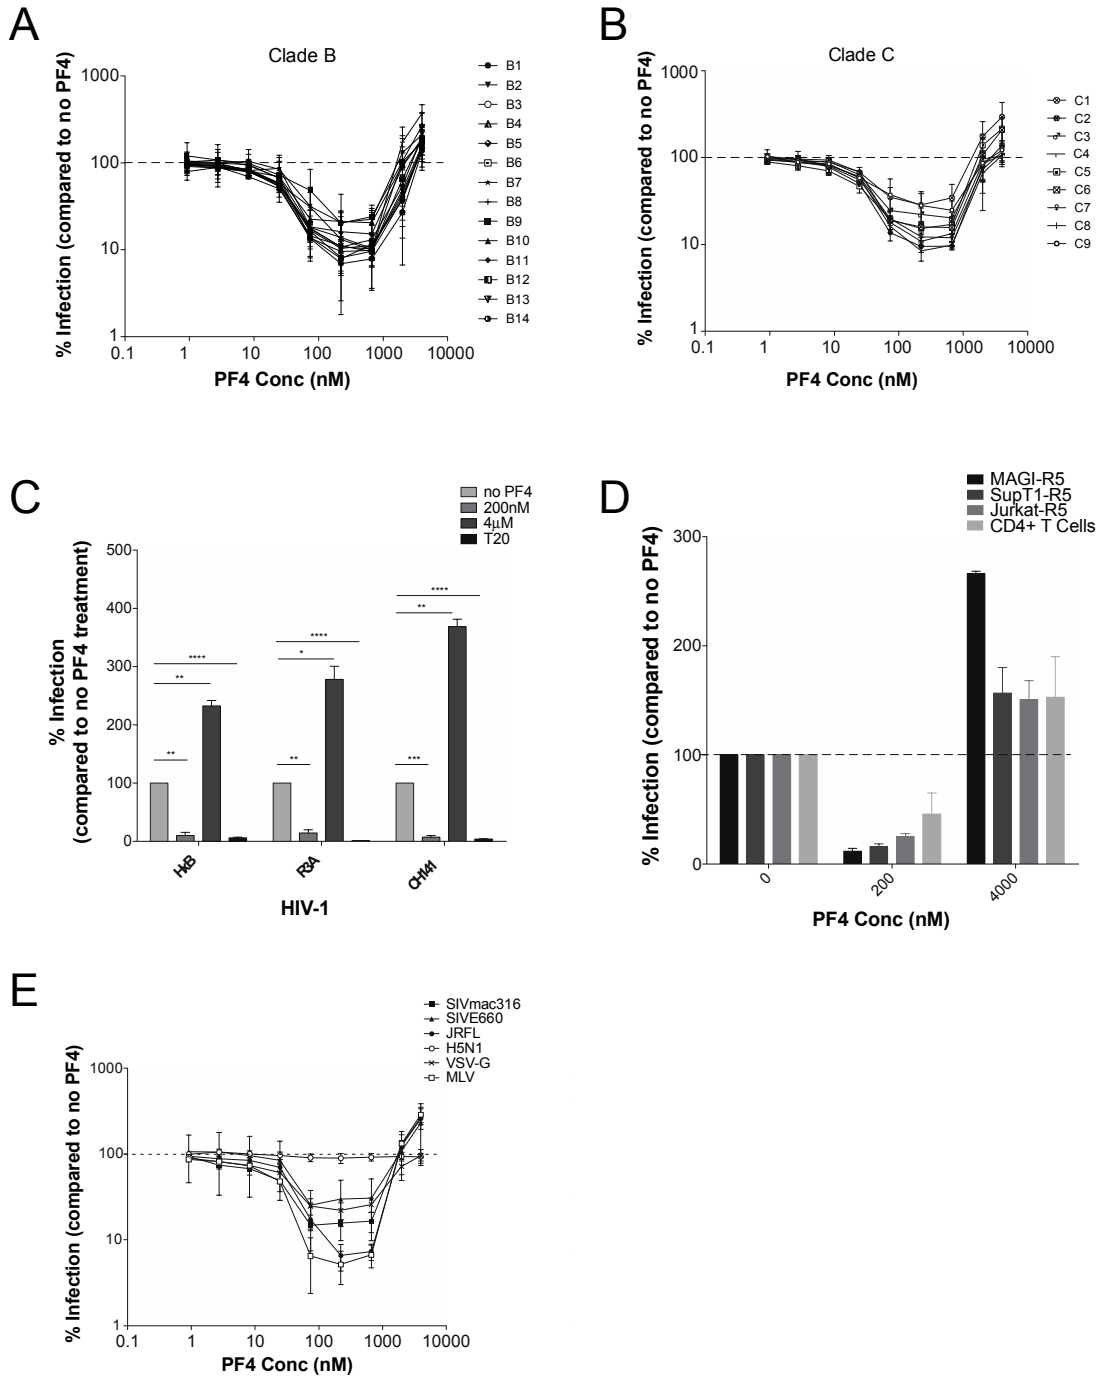 A
Clade B
% Infection (compared to no PF4)
1000
100
10
1
0.1
1
10
100
1000
10000
PF4 Conc (nM)
B1
B2
B3
B4
B5
B6
B7
B8
B9
B10
B11
B12
B13
B14
B
Clade C
% Infection (compared to no PF4)
1000
100
10
1
0.1
1
10
100
1000
10000
PF4 Conc (nM)
C1
C2
C3
C4
C5
C6
C7
C8
C9
C
no PF4
200nM
4µM
T20
% Infection
(compared to no PF4 treatment)
500
400
300
200
100
0
****
**
**
****
*
**
****
**
***
HxB
R3A
CH141
HIV-1
D
MAGI-R5
SupT1-R5
Jurkat-R5
CD4+ T Cells
% Infection (compared to no PF4)
300
200
100
0
0
200
4000
PF4 Conc (nM)
E
SIVmac316
SIVE660
JRFL
H5N1
VSV-G
MLV
% Infection (compared to no PF4)
1000
100
10
1
0.1
1
10
100
1000
10000
PF4 Conc (nM)